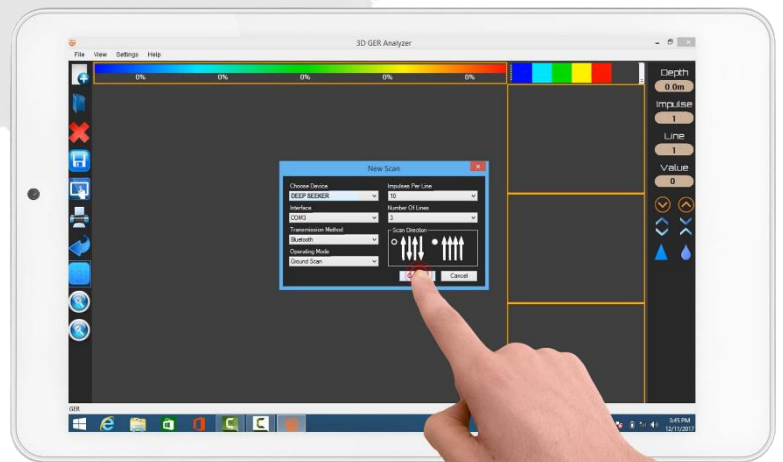 3D GER Analyzer
File View Settings Help
0% 0% 0% 0% 0%
Depth
0.0m
Impulse
1
Line
1
Value
0
New Scan
Choose Device
DEEP SEEKER
Interface
COM3
Transmission Method
Bluetooth
Operating Mode
Ground Scan
Impulses Per Line
10
Number Of Lines
3
Scan Direction
Cancel
GER
3:45 PM
12/11/2017